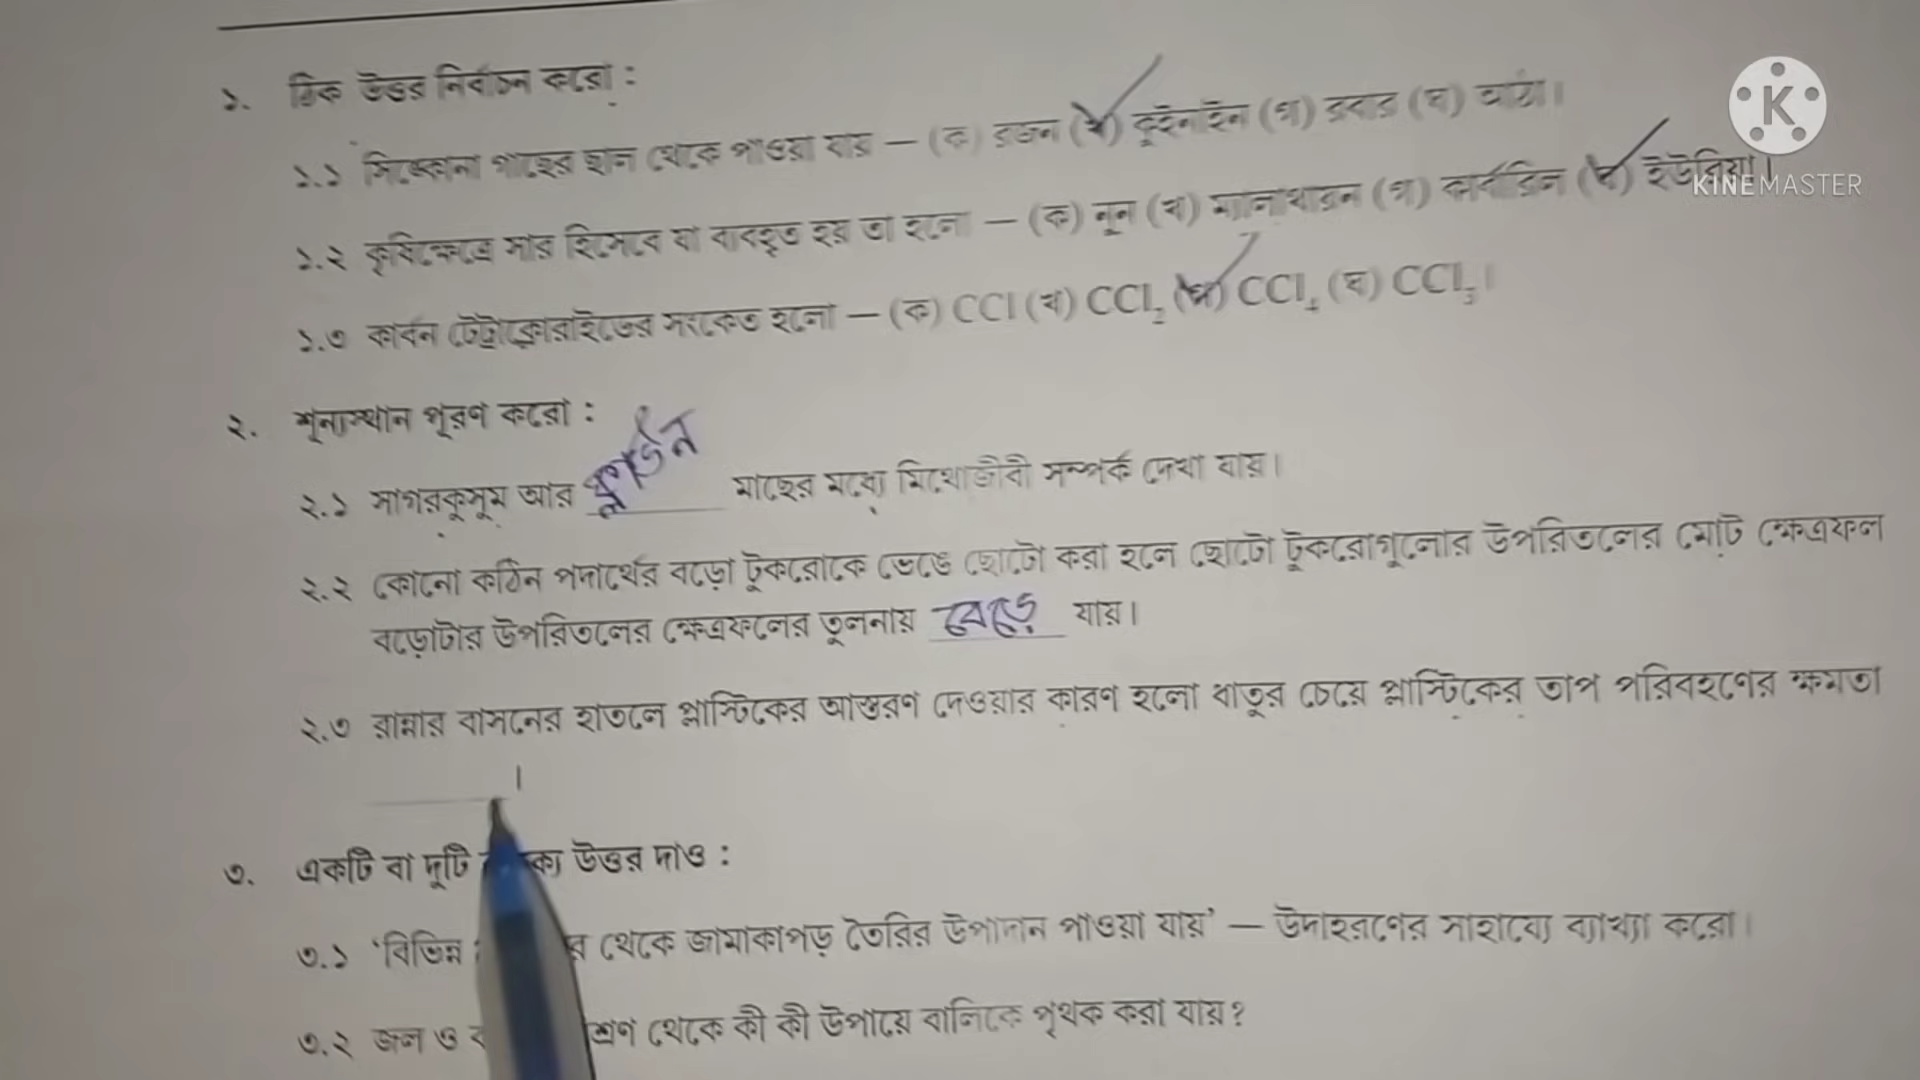 ১. ঠিক উত্তর নির্বাচন করো :
১.১ সিঙ্কোনা গাছের ছাল থেকে পাওয়া যায় — (ক) রজন (খ) কুইনাইন (গ) রবার (ঘ) আঠা।
১.২ কৃষিক্ষেত্রে সার হিসেবে যা ব্যবহৃত হয় তা হলো — (ক) নুন (খ) ম্যালাথায়ন (গ) কার্বারিল (ঘ) ইউরিয়া।
১.৩ কার্বন টেট্রাক্লোরাইডের সংকেত হলো — (ক) CCl (খ) CCl₂ (গ) CCl₄ (ঘ) CCl₃।
২. শূন্যস্থান পূরণ করো :
২.১ সাগরকুসুম আর ক্লাউন মাছের মধ্যে মিথোজীবী সম্পর্ক দেখা যায়।
২.২ কোনো কঠিন পদার্থের বড়ো টুকরোকে ভেঙে ছোটো করা হলে ছোটো টুকরোগুলোর উপরিতলের মোট ক্ষেত্রফল
বড়োটার উপরিতলের ক্ষেত্রফলের তুলনায় বেড়ে যায়।
২.৩ রান্নার বাসনের হাতলে প্লাস্টিকের আস্তরণ দেওয়ার কারণ হলো ধাতুর চেয়ে প্লাস্টিকের তাপ পরিবহণের ক্ষমতা
।
৩. একটি বা দুটি উত্তর দাও :
৩.১ ‘বিভিন্ন থেকে জামাকাপড় তৈরির উপাদান পাওয়া যায়’ — উদাহরণের সাহায্যে ব্যাখ্যা করো।
৩.২ জল ও থেকে কী কী উপায়ে বালিকে পৃথক করা যায়?
K
KINEMASTER